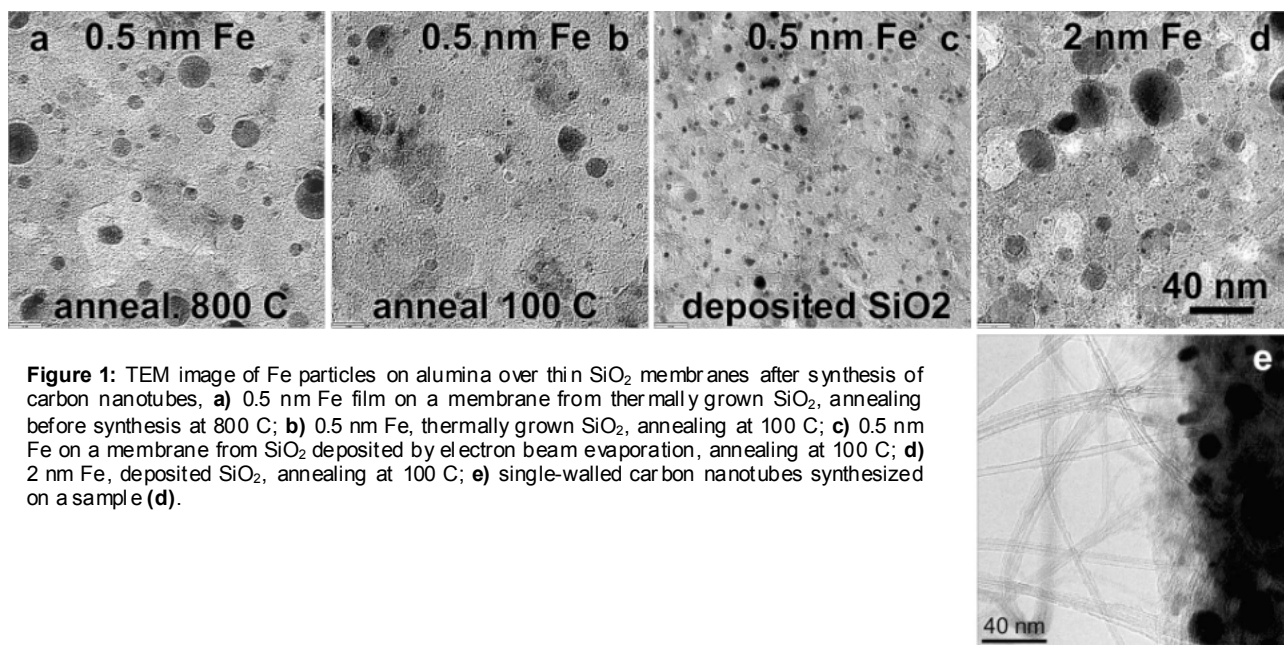 a 0.5 nm Fe
0.5 nm Fe b
0.5 nm Fe c
2 nm Fe d
anneal. 800 C
anneal 100 C
deposited SiO2
40 nm
e
40 nm
Figure 1: TEM image of Fe particles on alumina over thin SiO₂ membranes after synthesis of
carbon nanotubes, a) 0.5 nm Fe film on a membrane from thermally grown SiO₂, annealing
before synthesis at 800 C; b) 0.5 nm Fe, thermally grown SiO₂, annealing at 100 C; c) 0.5 nm
Fe on a membrane from SiO₂ deposited by electron beam evaporation, annealing at 100 C; d)
2 nm Fe, deposited SiO₂, annealing at 100 C; e) single-walled carbon nanotubes synthesized
on a sample (d).